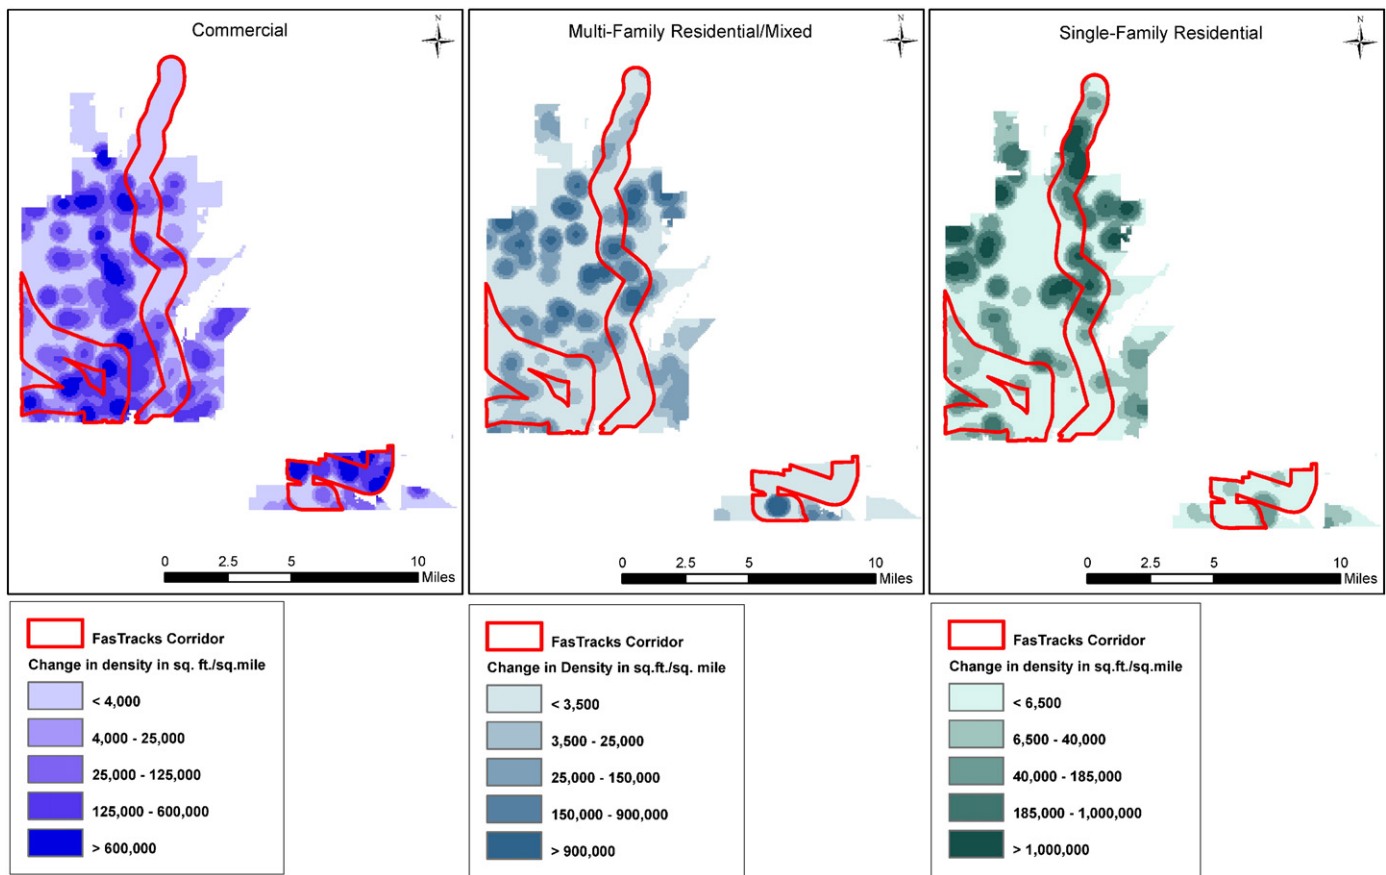 Commercial
N
0 2.5 5 10
Miles
FasTracks Corridor
Change in density in sq. ft./sq.mile
< 4,000
4,000 - 25,000
25,000 - 125,000
125,000 - 600,000
> 600,000
Multi-Family Residential/Mixed
N
0 2.5 5 10
Miles
FasTracks Corridor
Change in Density in sq.ft./sq. mile
< 3,500
3,500 - 25,000
25,000 - 150,000
150,000 - 900,000
> 900,000
Single-Family Residential
N
0 2.5 5 10
Miles
FasTracks Corridor
Change in density in sq.ft./sq.mile
< 6,500
6,500 - 40,000
40,000 - 185,000
185,000 - 1,000,000
> 1,000,000